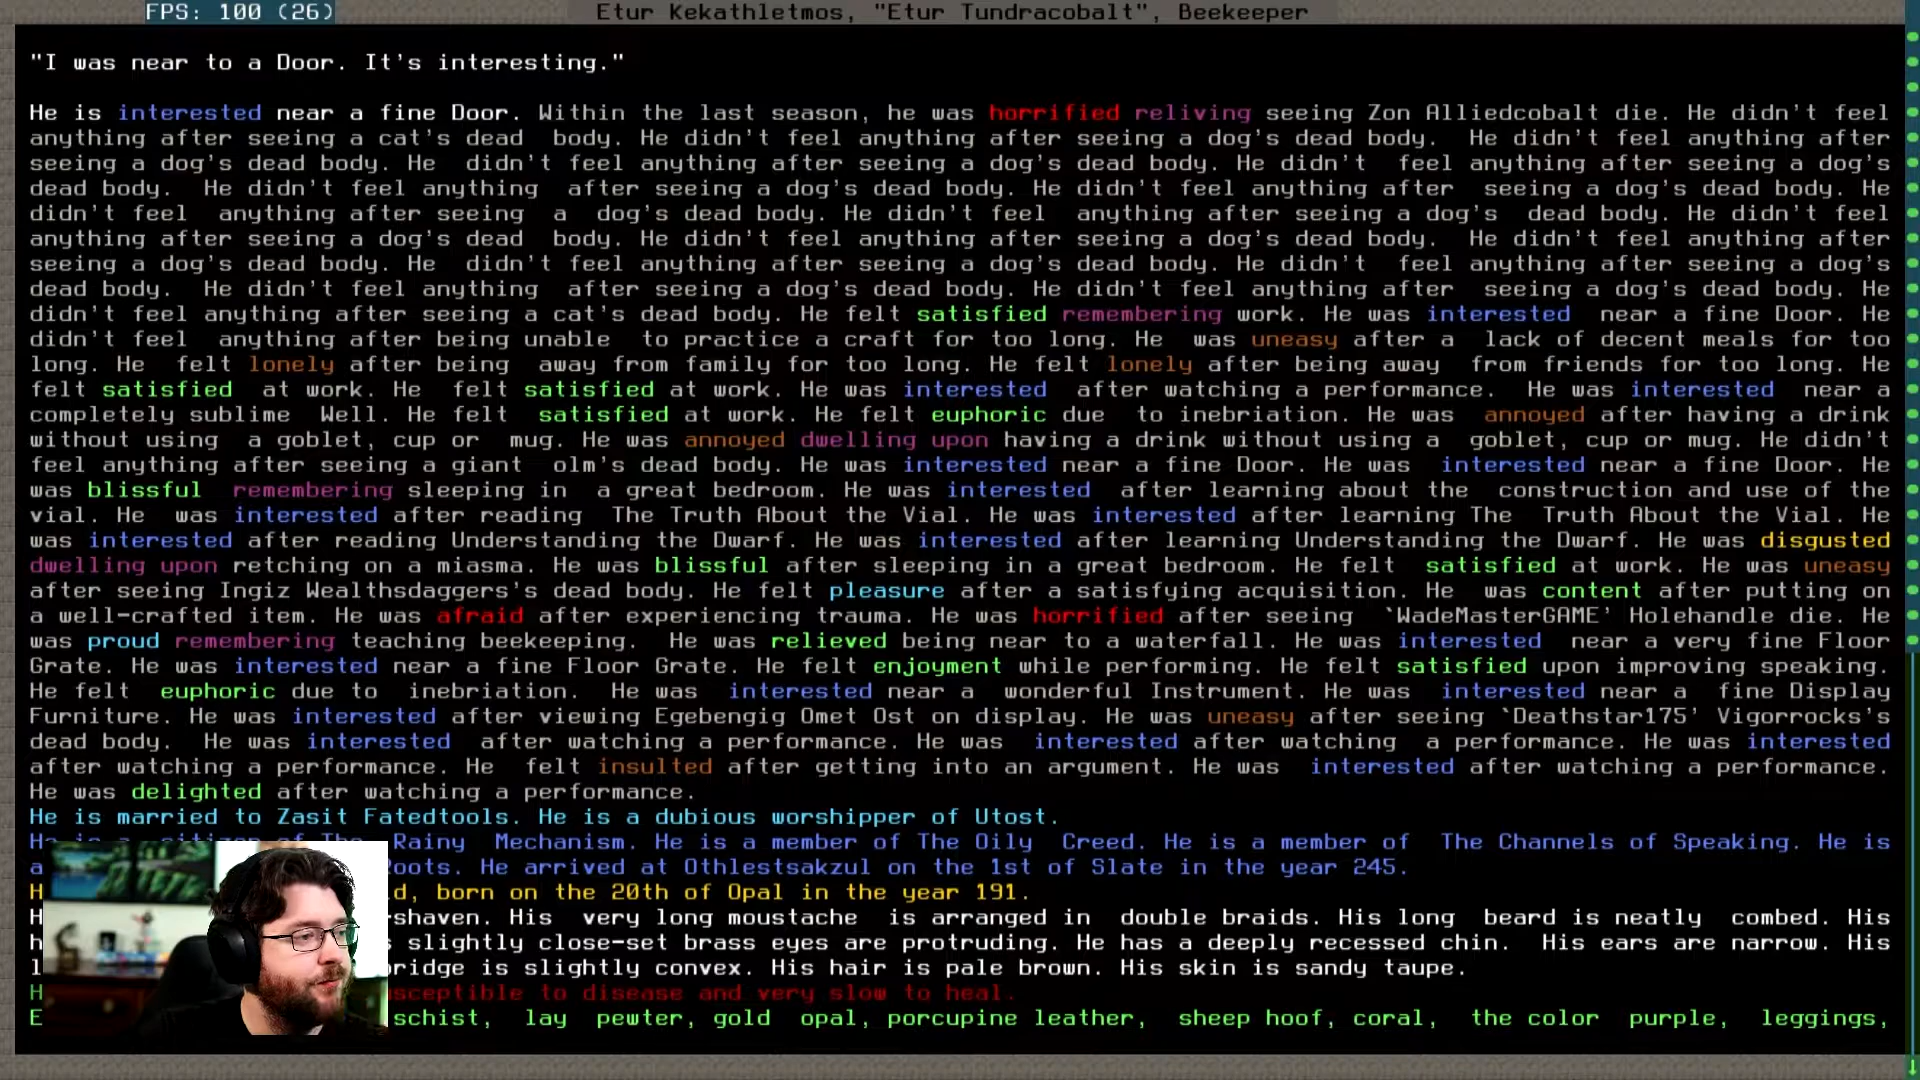 FPS: 100 (26)
Etur Kekathletmos, "Etur Tundracobalt", Beekeeper
"I was near to a Door. It's interesting."
He is interested near a fine Door. Within the last season, he was horrified reliving seeing Zon Alliedcobalt die. He didn't feel
anything after seeing a cat's dead body. He didn't feel anything after seeing a dog's dead body. He didn't feel anything after
seeing a dog's dead body. He didn't feel anything after seeing a dog's dead body. He didn't feel anything after seeing a dog's
dead body. He didn't feel anything after seeing a dog's dead body. He didn't feel anything after seeing a dog's dead body. He
didn't feel anything after seeing a dog's dead body. He didn't feel anything after seeing a dog's dead body. He didn't feel
anything after seeing a dog's dead body. He didn't feel anything after seeing a dog's dead body. He didn't feel anything after
seeing a dog's dead body. He didn't feel anything after seeing a dog's dead body. He didn't feel anything after seeing a dog's
dead body. He didn't feel anything after seeing a dog's dead body. He didn't feel anything after seeing a dog's dead body. He
didn't feel anything after seeing a cat's dead body. He felt satisfied remembering work. He was interested near a fine Door. He
didn't feel anything after being unable to practice a craft for too long. He was uneasy after a lack of decent meals for too
long. He felt lonely after being away from family for too long. He felt lonely after being away from friends for too long. He
felt satisfied at work. He felt satisfied at work. He was interested after watching a performance. He was interested near a
completely sublime Well. He felt satisfied at work. He felt euphoric due to inebriation. He was annoyed after having a drink
without using a goblet, cup or mug. He was annoyed dwelling upon having a drink without using a goblet, cup or mug. He didn't
feel anything after seeing a giant olm's dead body. He was interested near a fine Door. He was interested near a fine Door. He
was blissful remembering sleeping in a great bedroom. He was interested after learning about the construction and use of the
vial. He was interested after reading The Truth About the Vial. He was interested after learning The Truth About the Vial. He
was interested after reading Understanding the Dwarf. He was interested after learning Understanding the Dwarf. He was disgusted
dwelling upon retching on a miasma. He was blissful after sleeping in a great bedroom. He felt satisfied at work. He was uneasy
after seeing Ingiz Wealthsdaggers's dead body. He felt pleasure after a satisfying acquisition. He was content after putting on
a well-crafted item. He was afraid after experiencing trauma. He was horrified after seeing `WadeMasterGAME' Holehandle die. He
was proud remembering teaching beekeeping. He was relieved being near to a waterfall. He was interested near a very fine Floor
Grate. He was interested near a fine Floor Grate. He felt enjoyment while performing. He felt satisfied upon improving speaking.
He felt euphoric due to inebriation. He was interested near a wonderful Instrument. He was interested near a fine Display
Furniture. He was interested after viewing Egebengig Omet Ost on display. He was uneasy after seeing `Deathstar175' Vigorrocks's
dead body. He was interested after watching a performance. He was interested after watching a performance. He was interested
after watching a performance. He felt insulted after getting into an argument. He was interested after watching a performance.
He was delighted after watching a performance.
He is married to Zasit Fatedtools. He is a dubious worshipper of Utost.
He is a citizen of The Rainy Mechanism. He is a member of The Oily Creed. He is a member of The Channels of Speaking. He is
a Roots. He arrived at Othlestsakzul on the 1st of Slate in the year 245.
born on the 20th of Opal in the year 191.
His very long moustache is arranged in double braids. His long beard is neatly combed. His
slightly close-set brass eyes are protruding. He has a deeply recessed chin. His ears are narrow. His
bridge is slightly convex. His hair is pale brown. His skin is sandy taupe.
susceptible to disease and very slow to heal.
schist, lay pewter, gold opal, porcupine leather, sheep hoof, coral, the color purple, leggings,